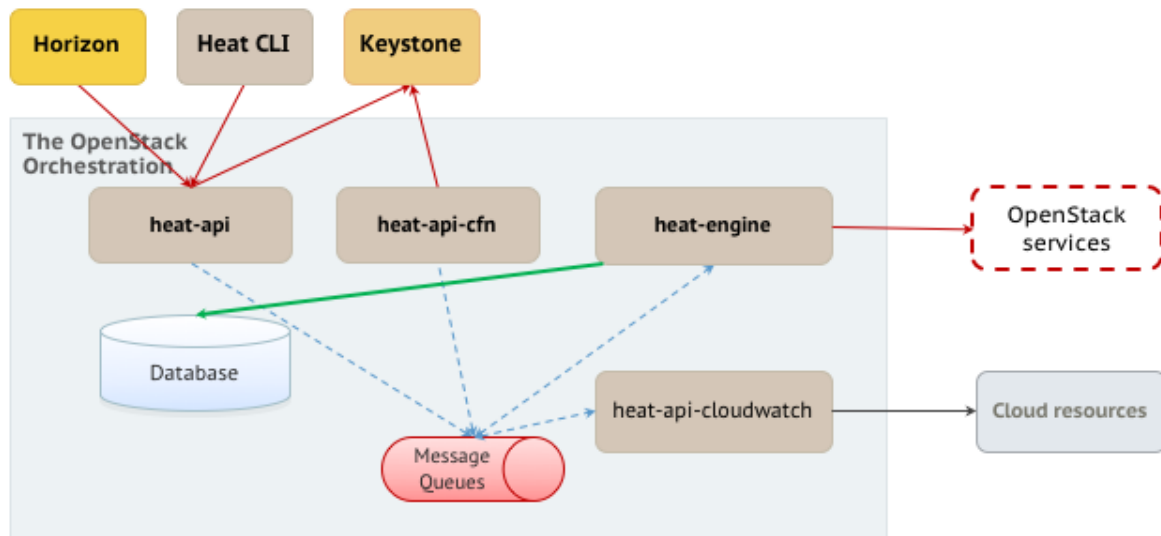 Horizon
Heat CLI
Keystone
The OpenStack
Orchestration
heat-api
heat-api-cfn
heat-engine
OpenStack
services
Database
heat-api-cloudwatch
Cloud resources
Message
Queues